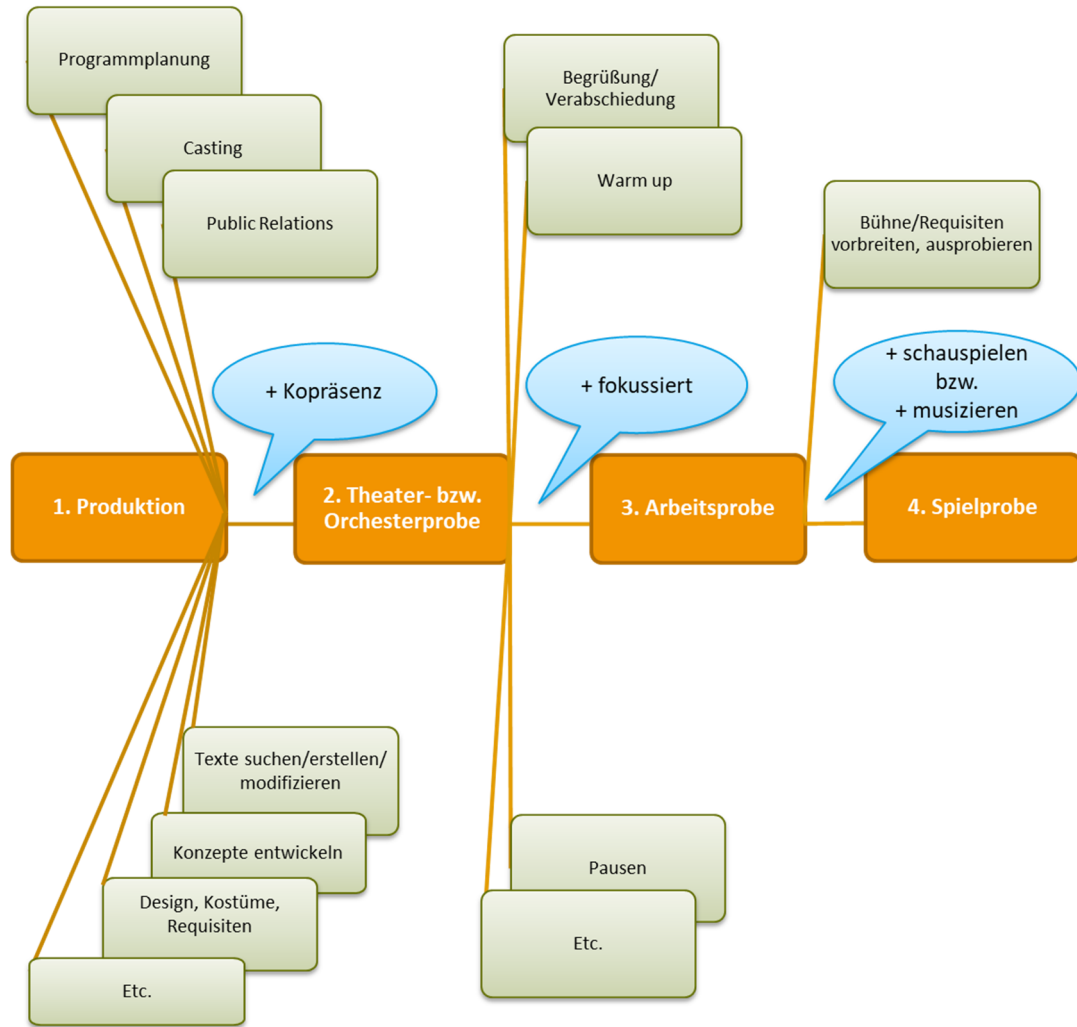 Programmplanung
Casting
Public Relations
Begrüßung/
Verabschiedung
Warm up
Bühne/Requisiten
vorbreiten, ausprobieren
+ Kopräsenz
+ fokussiert
+ schauspielen
bzw.
+ musizieren
1. Produktion
2. Theater- bzw.
Orchesterprobe
3. Arbeitsprobe
4. Spielprobe
Texte suchen/erstellen/
modifizieren
Konzepte entwickeln
Design, Kostüme,
Requisiten
Etc.
Pausen
Etc.